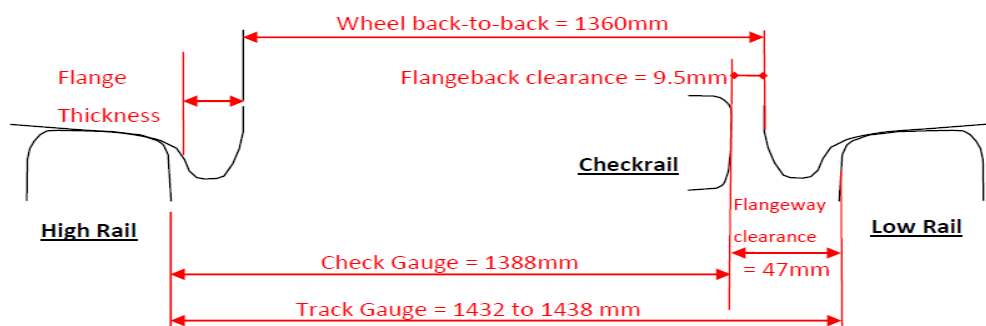 Wheel back-to-back = 1360mm
Flange
Thickness
Flangeback clearance = 9.5mm
Checkrail
High Rail
Flangeway
clearance
= 47mm
Low Rail
Check Gauge = 1388mm
Track Gauge = 1432 to 1438 mm